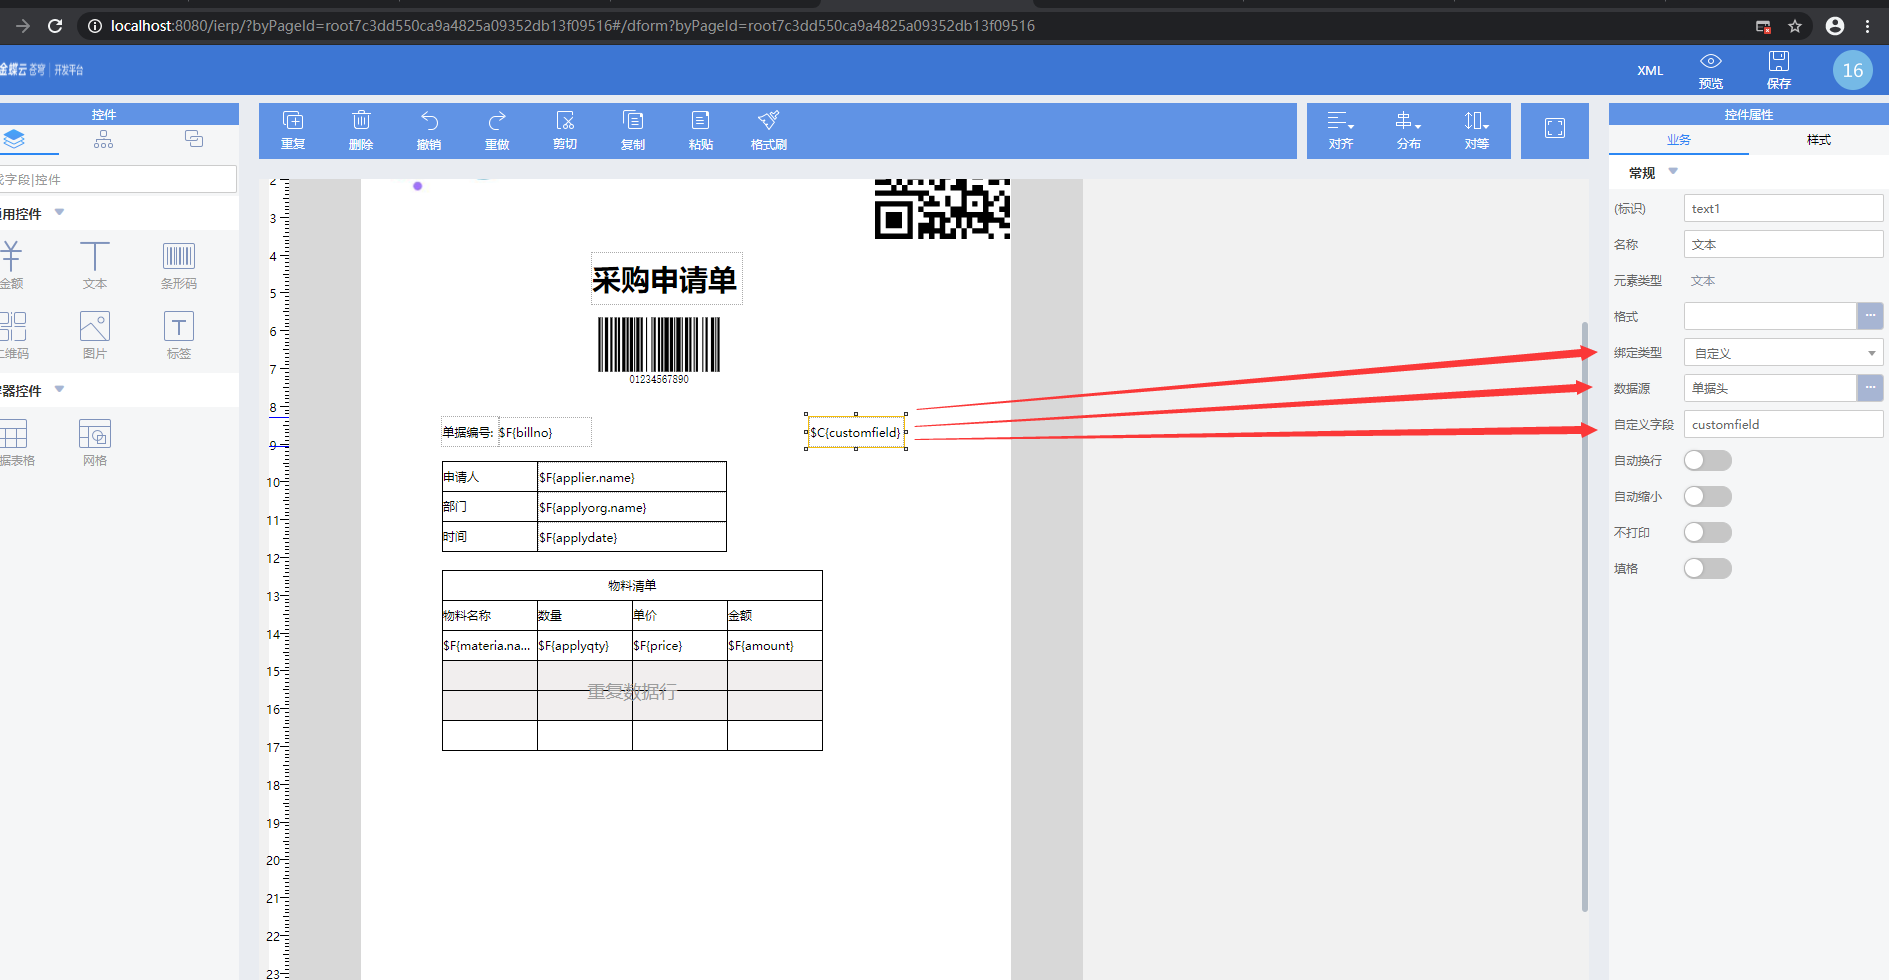 localhost:8080/ierp/?byPageId=root7c3dd550ca9a4825a09352db13f09516#/dform?byPageId=root7c3dd550ca9a4825a09352db13f09516
金蝶云 苍穹 | 开发平台
XML
预览
保存
16
控件
重复
删除
撤销
重做
剪切
复制
粘贴
格式刷
对齐
分布
对等
控件属性
业务
样式
字段|控件
用控件
金额
文本
条形码
二维码
图片
标签
器控件
据表格
网格
2
3
4
5
6
7
8
9
10
11
12
13
14
15
16
17
18
19
20
21
22
23
采购申请单
01234567890
单据编号: $F{billno}
$C{customfield}
申请人 $F{applier.name}
部门 $F{applyorg.name}
时间 $F{applydate}
物料清单
物料名称 数量 单价 金额
$F{materia.na... $F{applyqty} $F{price} $F{amount}
重复数据行
常规
(标识) text1
名称 文本
元素类型 文本
格式 ...
绑定类型 自定义
数据源 单据头 ...
自定义字段 customfield
自动换行
自动缩小
不打印
填格